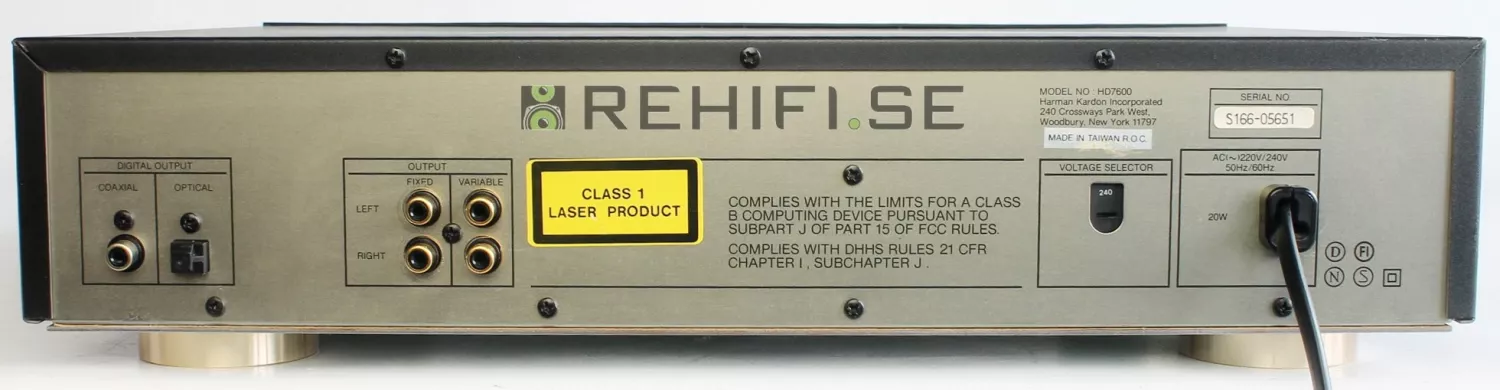 REHIFI.SE
MODEL NO : HD7600
Harman Kardon Incorporated
240 Crossways Park West,
Woodbury, New York 11797
MADE IN TAIWAN R.O.C.
SERIAL NO
S166-05651
DIGITAL OUTPUT
COAXIAL
OPTICAL
OUTPUT
FIXED
VARIABLE
LEFT
RIGHT
CLASS 1
LASER PRODUCT
COMPLIES WITH THE LIMITS FOR A CLASS
B COMPUTING DEVICE PURSUANT TO
SUBPART J OF PART 15 OF FCC RULES.
COMPLIES WITH DHHS RULES 21 CFR
CHAPTER I , SUBCHAPTER J .
VOLTAGE SELECTOR
240
AC(~)220V/240V
50Hz/60Hz
20W
D
FI
N
S